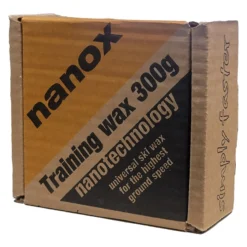 nanox
Training wax 300g
nanotechnology
universal ski wax
for the highest
ground speed
simply faster